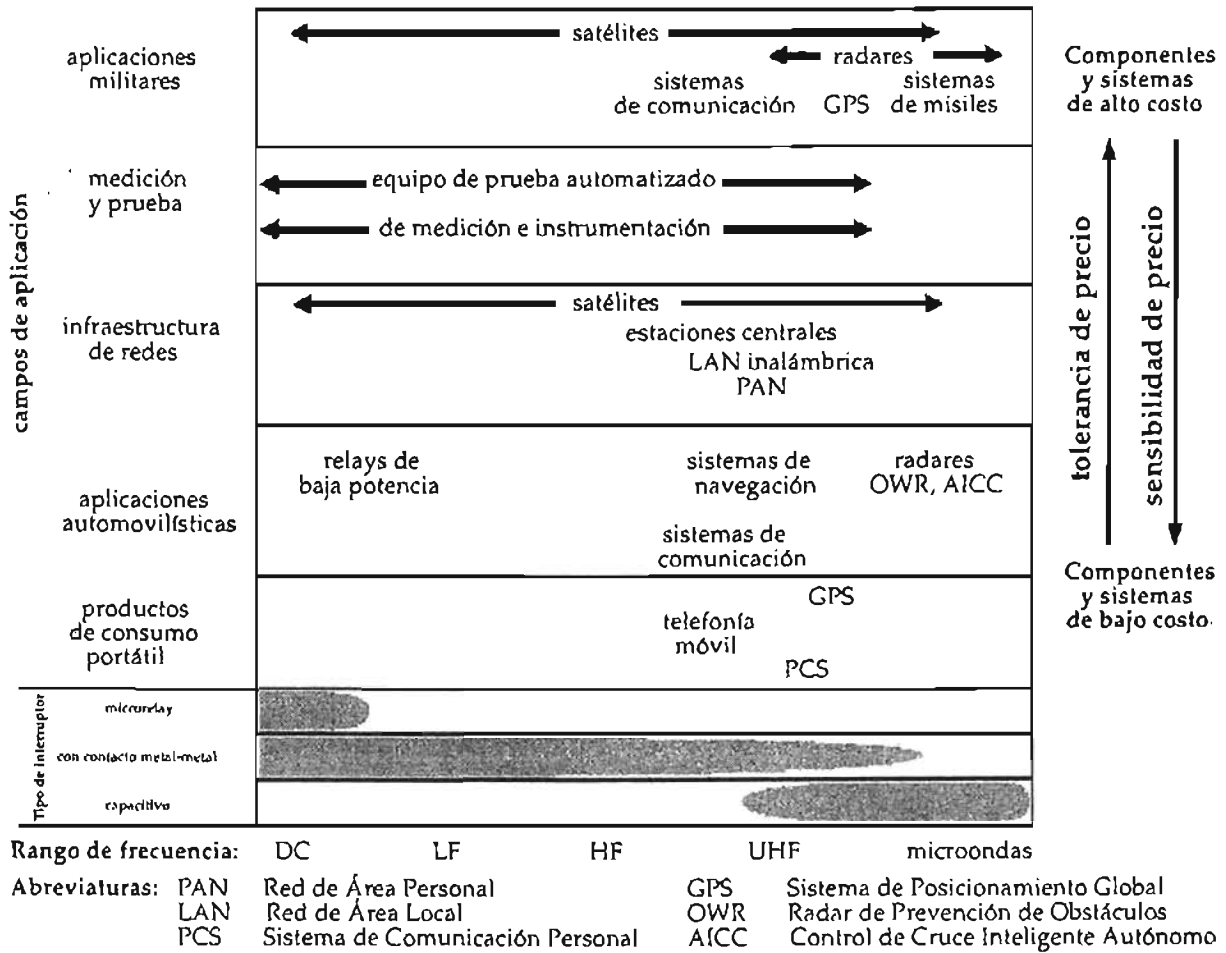 campos de aplicación
aplicaciones
militares
satélites
radares
sistemas
de comunicación
GPS
sistemas
de misiles
Componentes
y sistemas
de alto costo
medición
y prueba
equipo de prueba automatizado
de medición e instrumentación
infraestructura
de redes
satélites
estaciones centrales
LAN inalámbrica
PAN
tolerancia de precio
sensibilidad de precio
aplicaciones
automovilísticas
relays de
baja potencia
sistemas de
navegación
radares
OWR, AICC
sistemas de
comunicación
productos
de consumo
portátil
GPS
telefonía
móvil
PCS
Componentes
y sistemas
de bajo costo.
Tipo de interruptor
microrelay
con contacto metal-metal
capacitivo
Rango de frecuencia: DC LF HF UHF microondas
Abreviaturas: PAN Red de Área Personal GPS Sistema de Posicionamiento Global
LAN Red de Área Local OWR Radar de Prevención de Obstáculos
PCS Sistema de Comunicación Personal AICC Control de Cruce Inteligente Autónomo